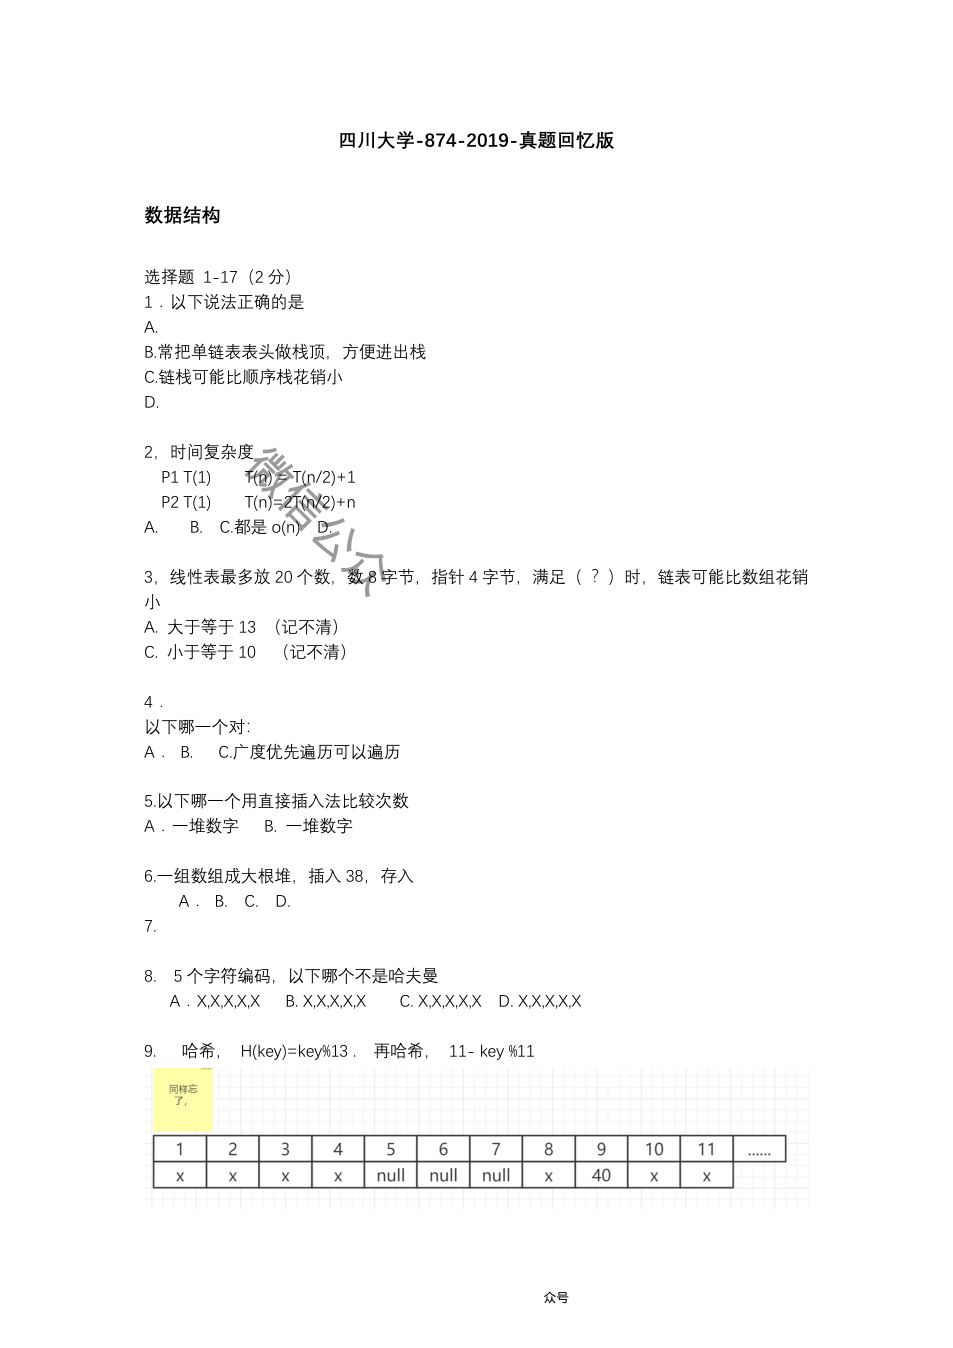 四川大学-874-2019-真题回忆版
数据结构
选择题 1-17（2 分）
1．以下说法正确的是
A.
B.常把单链表表头做栈顶，方便进出栈
C.链栈可能比顺序栈花销小
D.
2，时间复杂度
P1 T(1) T(n) = T(n/2)+1
P2 T(1) T(n)=2T(n/2)+n
A. B. C.都是 o(n) D.
3，线性表最多放 20 个数，数 8 字节，指针 4 字节，满足（ ？ ）时，链表可能比数组花销
小
A. 大于等于 13 （记不清）
C. 小于等于 10 （记不清）
4．
以下哪一个对：
A． B. C.广度优先遍历可以遍历
5.以下哪一个用直接插入法比较次数
A．一堆数字 B. 一堆数字
6.一组数组成大根堆，插入 38，存入
A． B. C. D.
7.
8. 5 个字符编码，以下哪个不是哈夫曼
A．X,X,X,X,X B. X,X,X,X,X C. X,X,X,X,X D. X,X,X,X,X
9. 哈希， H(key)=key%13． 再哈希， 11- key %11
同样忘
了，
1 2 3 4 5 6 7 8 9 10 11 ......
x x x x null null null x 40 x x
微信公众
众号